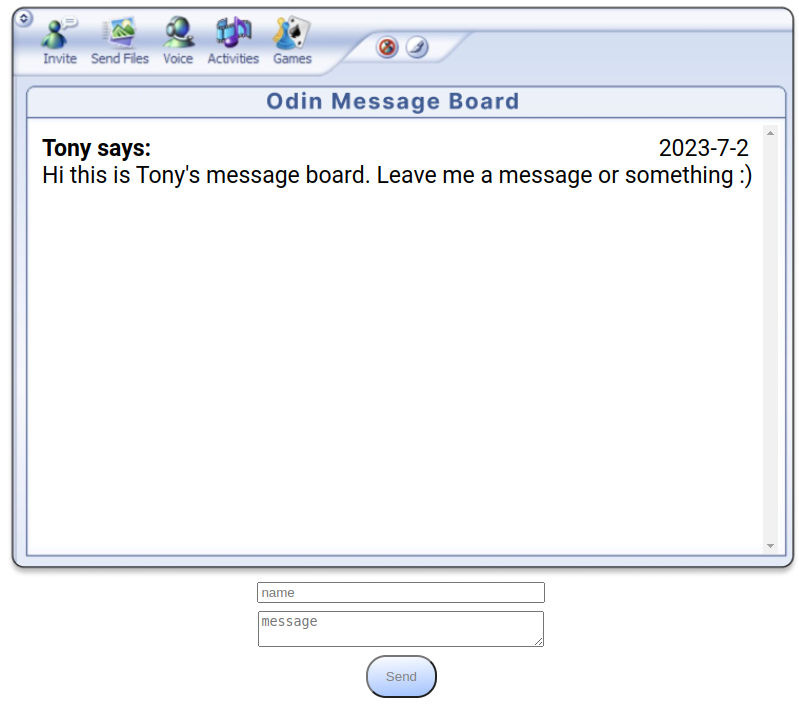 Invite Send Files Voice Activities Games
Odin Message Board
Tony says: 2023-7-2
Hi this is Tony's message board. Leave me a message or something :)
name
message
Send